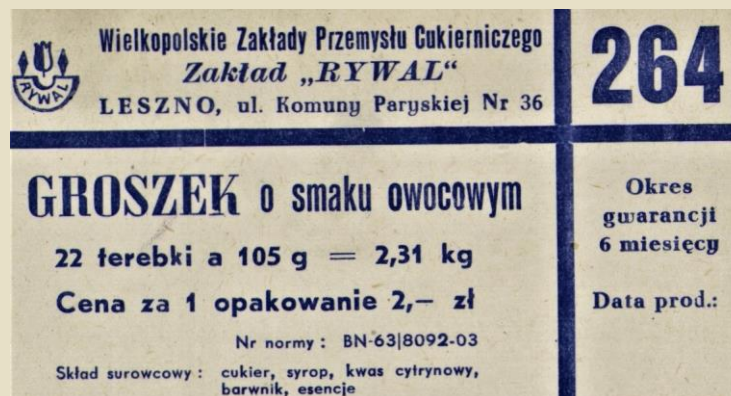 Wielkopolskie Zakłady Przemysłu Cukierniczego
Zakład „RYWAL“
LESZNO, ul. Komuny Paryskiej Nr 36
RYWAL
264
GROSZEK o smaku owocowym
22 terebki a 105 g = 2,31 kg
Cena za 1 opakowanie 2,— zł
Nr normy : BN-63|8092-03
Skład surowcowy : cukier, syrop, kwas cytrynowy,
barwnik, esencje
Okres
gwarancji
6 miesięcy
Data prod.: